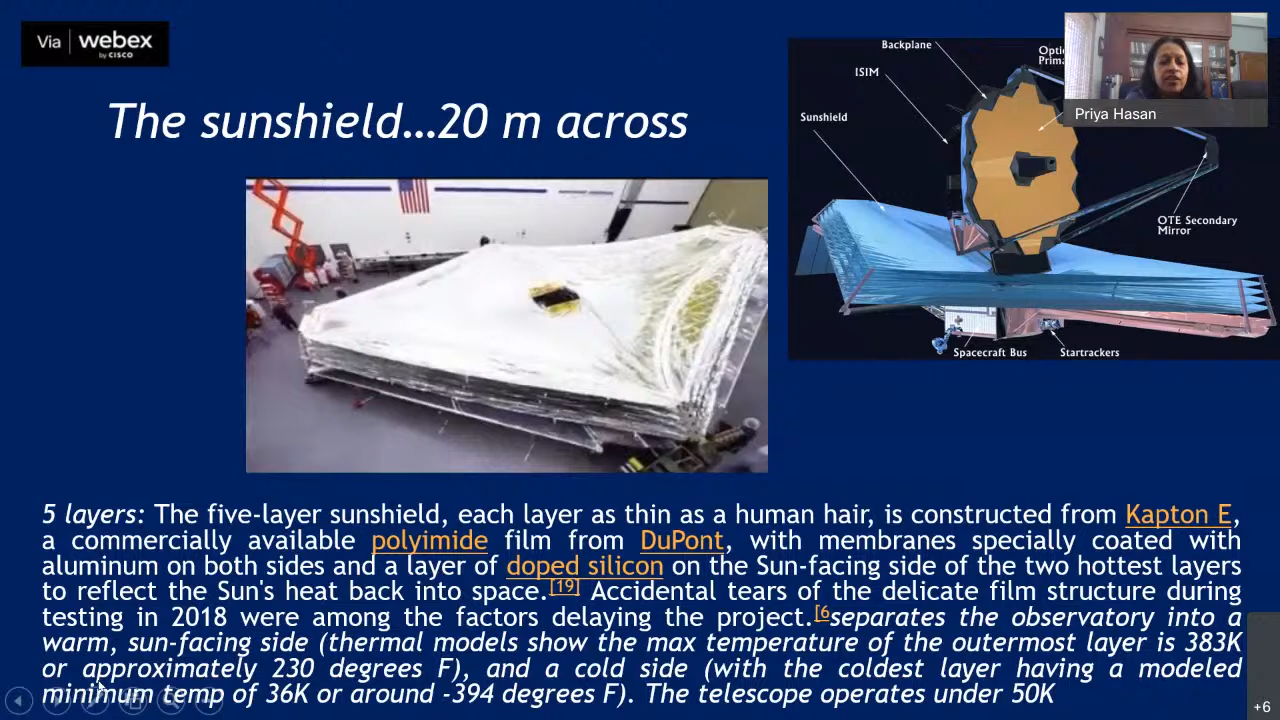 Via webex
by CISCO
The sunshield...20 m across
Backplane
ISIM
Sunshield
OTE Secondary
Mirror
Spacecraft Bus
Startrackers
Priya Hasan
5 layers: The five-layer sunshield, each layer as thin as a human hair, is constructed from Kapton E,
a commercially available polyimide film from DuPont, with membranes specially coated with
aluminum on both sides and a layer of doped silicon on the Sun-facing side of the two hottest layers
to reflect the Sun's heat back into space.[19] Accidental tears of the delicate film structure during
testing in 2018 were among the factors delaying the project.[6separates the observatory into a
warm, sun-facing side (thermal models show the max temperature of the outermost layer is 383K
or approximately 230 degrees F), and a cold side (with the coldest layer having a modeled
minimum temp of 36K or around -394 degrees F). The telescope operates under 50K
+6